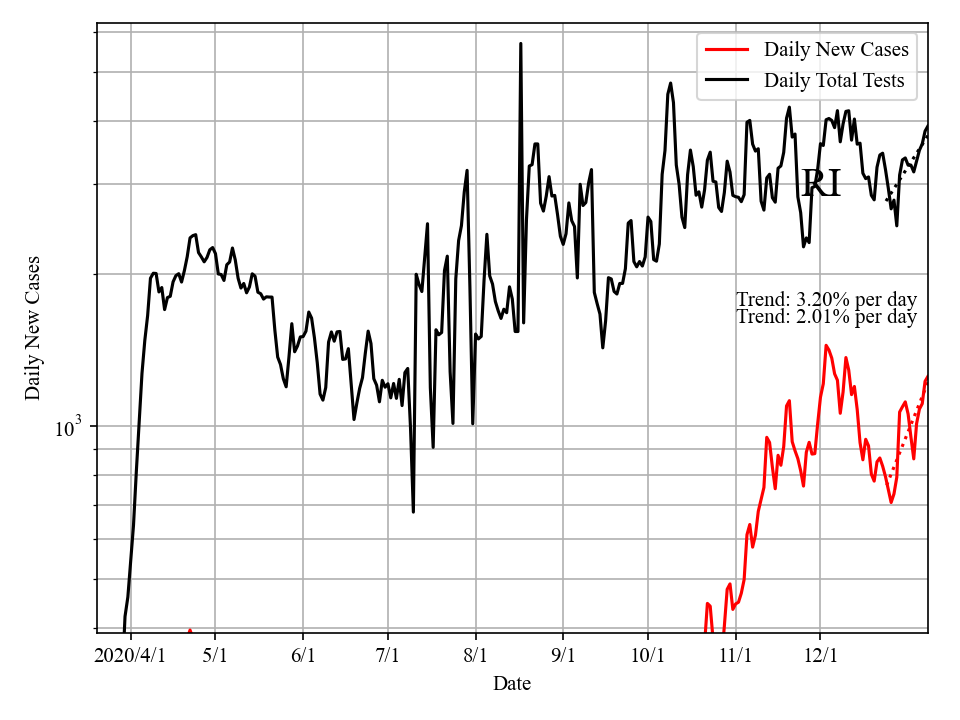 Daily New Cases
Daily Total Tests
RI
Trend: 3.20% per day
Trend: 2.01% per day
Daily New Cases
10^3
2020/4/1 5/1 6/1 7/1 8/1 9/1 10/1 11/1 12/1
Date